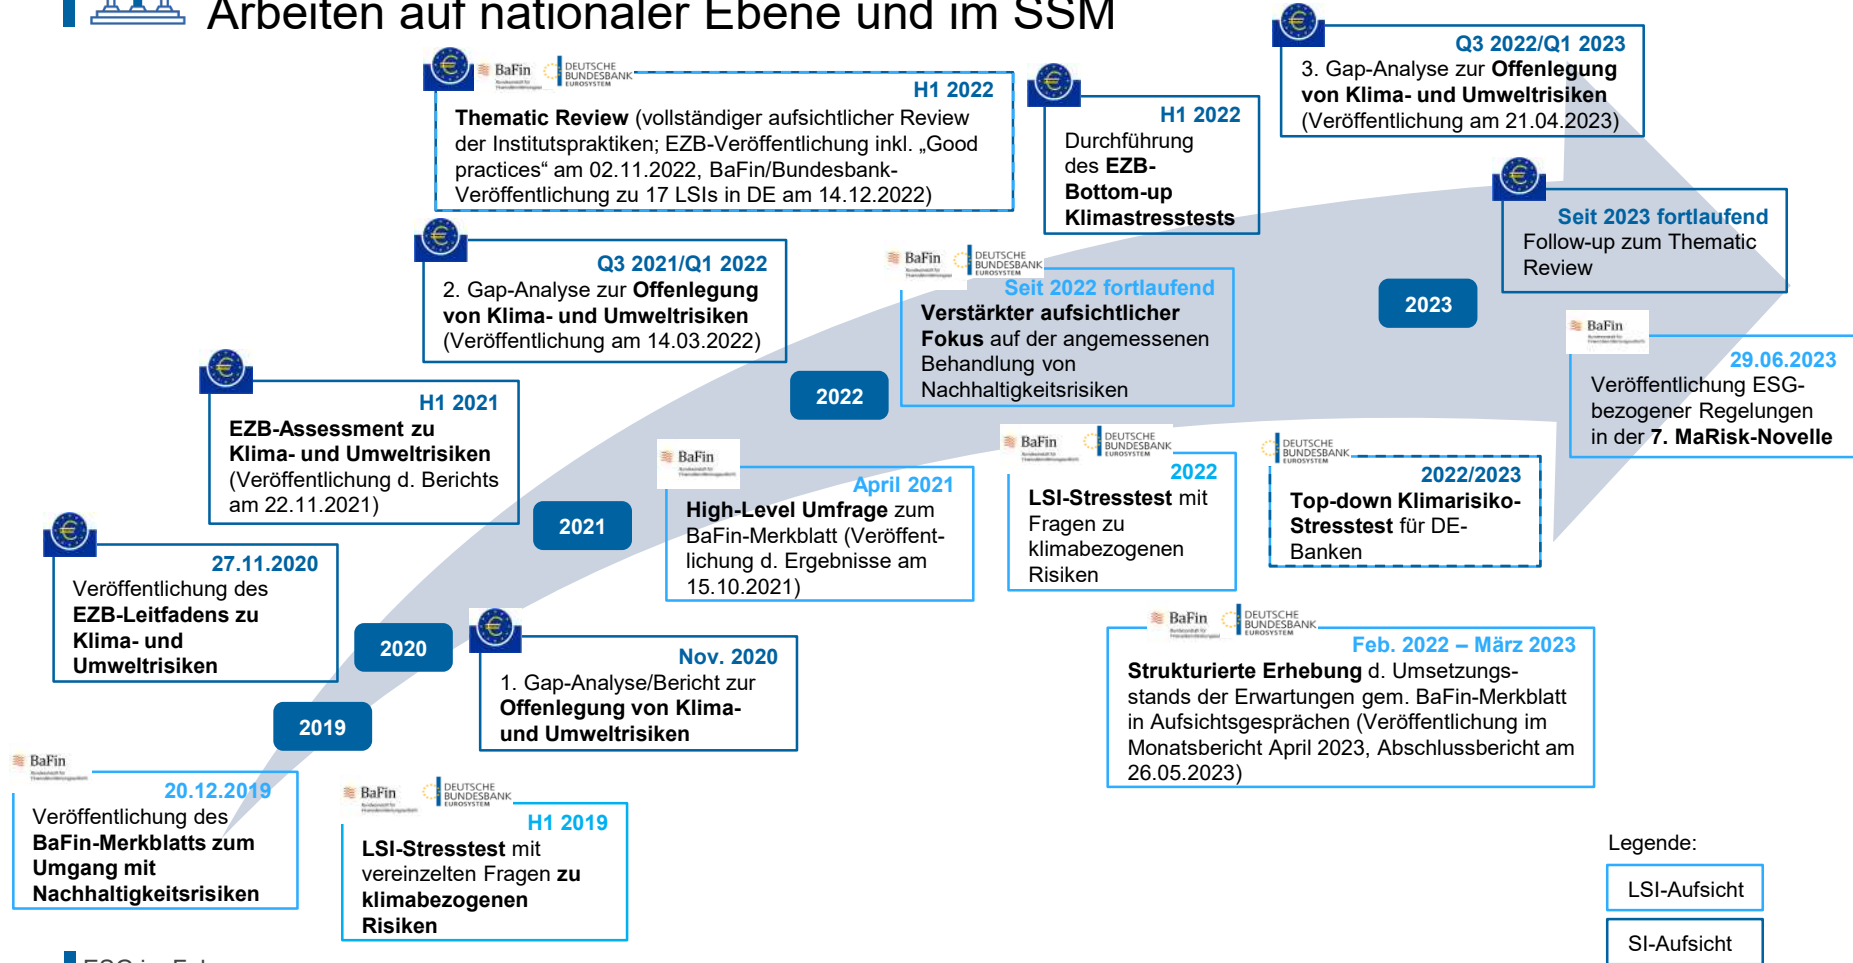 Arbeiten auf nationaler Ebene und im SSM
BaFin
DEUTSCHE
BUNDESBANK
EUROSYSTEM
H1 2022
Thematic Review (vollständiger aufsichtlicher Review
der Institutspraktiken; EZB-Veröffentlichung inkl. „Good
practices“ am 02.11.2022, BaFin/Bundesbank-
Veröffentlichung zu 17 LSIs in DE am 14.12.2022)
H1 2022
Durchführung
des EZB-
Bottom-up
Klimastresstests
Q3 2022/Q1 2023
3. Gap-Analyse zur Offenlegung
von Klima- und Umweltrisiken
(Veröffentlichung am 21.04.2023)
Seit 2023 fortlaufend
Follow-up zum Thematic
Review
Q3 2021/Q1 2022
2. Gap-Analyse zur Offenlegung
von Klima- und Umweltrisiken
(Veröffentlichung am 14.03.2022)
BaFin
DEUTSCHE
BUNDESBANK
EUROSYSTEM
Seit 2022 fortlaufend
Verstärkter aufsichtlicher
Fokus auf der angemessenen
Behandlung von
Nachhaltigkeitsrisiken
2023
BaFin
29.06.2023
Veröffentlichung ESG-
bezogener Regelungen
in der 7. MaRisk-Novelle
H1 2021
EZB-Assessment zu
Klima- und Umweltrisiken
(Veröffentlichung d. Berichts
am 22.11.2021)
2022
2021
BaFin
April 2021
High-Level Umfrage zum
BaFin-Merkblatt (Veröffent-
lichung d. Ergebnisse am
15.10.2021)
BaFin
DEUTSCHE
BUNDESBANK
EUROSYSTEM
2022
LSI-Stresstest mit
Fragen zu
klimabezogenen
Risiken
DEUTSCHE
BUNDESBANK
EUROSYSTEM
2022/2023
Top-down Klimarisiko-
Stresstest für DE-
Banken
27.11.2020
Veröffentlichung des
EZB-Leitfadens zu
Klima- und
Umweltrisiken
2020
Nov. 2020
1. Gap-Analyse/Bericht zur
Offenlegung von Klima-
und Umweltrisiken
BaFin
DEUTSCHE
BUNDESBANK
EUROSYSTEM
Feb. 2022 – März 2023
Strukturierte Erhebung d. Umsetzungs-
stands der Erwartungen gem. BaFin-Merkblatt
in Aufsichtsgesprächen (Veröffentlichung im
Monatsbericht April 2023, Abschlussbericht am
26.05.2023)
2019
BaFin
20.12.2019
Veröffentlichung des
BaFin-Merkblatts zum
Umgang mit
Nachhaltigkeitsrisiken
BaFin
DEUTSCHE
BUNDESBANK
EUROSYSTEM
H1 2019
LSI-Stresstest mit
vereinzelten Fragen zu
klimabezogenen
Risiken
Legende:
LSI-Aufsicht
SI-Aufsicht